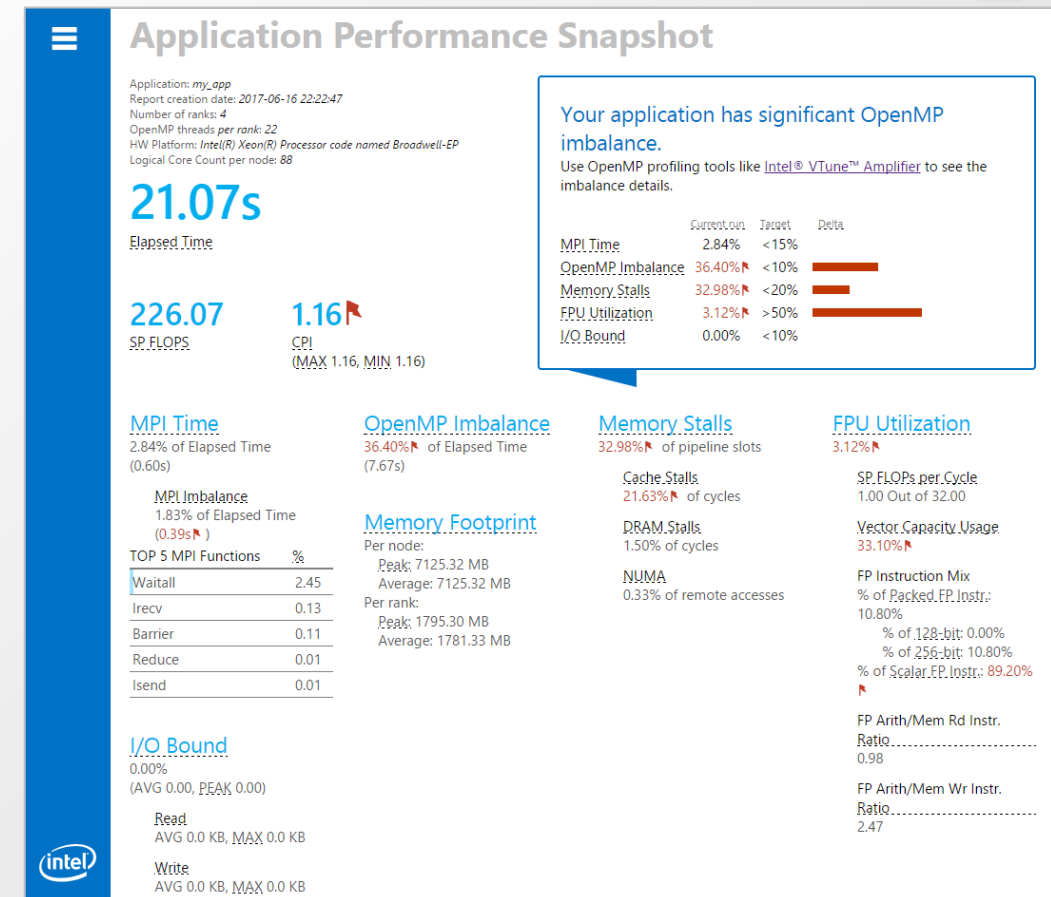 Application Performance Snapshot
Application: my_app
Report creation date: 2017-06-16 22:22:47
Number of ranks: 4
OpenMP threads per rank: 22
HW Platform: Intel(R) Xeon(R) Processor code named Broadwell-EP
Logical Core Count per node: 88
21.07s
Elapsed Time
226.07
SP FLOPS
1.16
CPI
(MAX 1.16, MIN 1.16)
Your application has significant OpenMP
imbalance.
Use OpenMP profiling tools like Intel® VTune™ Amplifier to see the
imbalance details.
Current run Target Delta
MPI Time 2.84% <15%
OpenMP Imbalance 36.40% <10%
Memory Stalls 32.98% <20%
FPU Utilization 3.12% >50%
I/O Bound 0.00% <10%
MPI Time
2.84% of Elapsed Time
(0.60s)
MPI Imbalance
1.83% of Elapsed Time
(0.39s )
TOP 5 MPI Functions %
Waitall 2.45
Irecv 0.13
Barrier 0.11
Reduce 0.01
Isend 0.01
I/O Bound
0.00%
(AVG 0.00, PEAK 0.00)
Read
AVG 0.0 KB, MAX 0.0 KB
Write
AVG 0.0 KB, MAX 0.0 KB
OpenMP Imbalance
36.40% of Elapsed Time
(7.67s)
Memory Footprint
Per node:
Peak: 7125.32 MB
Average: 7125.32 MB
Per rank:
Peak: 1795.30 MB
Average: 1781.33 MB
Memory Stalls
32.98% of pipeline slots
Cache Stalls
21.63% of cycles
DRAM Stalls
1.50% of cycles
NUMA
0.33% of remote accesses
FPU Utilization
3.12%
SP FLOPs per Cycle
1.00 Out of 32.00
Vector Capacity Usage
33.10%
FP Instruction Mix
% of Packed FP Instr.:
10.80%
% of 128-bit: 0.00%
% of 256-bit: 10.80%
% of Scalar FP Instr.: 89.20%
FP Arith/Mem Rd Instr.
Ratio
0.98
FP Arith/Mem Wr Instr.
Ratio
2.47
intel